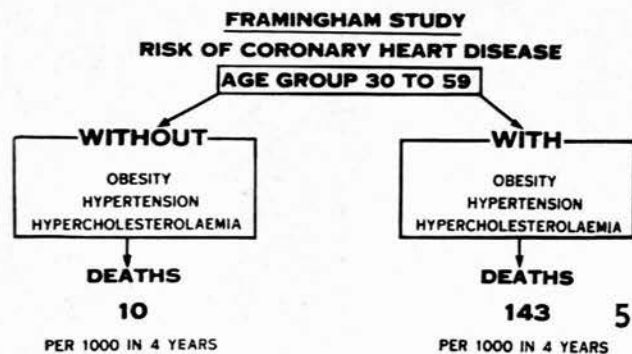 FRAMINGHAM STUDY
RISK OF CORONARY HEART DISEASE
AGE GROUP 30 TO 59
WITHOUT
OBESITY
HYPERTENSION
HYPERCHOLESTEROLAEMIA
DEATHS
10
PER 1000 IN 4 YEARS
WITH
OBESITY
HYPERTENSION
HYPERCHOLESTEROLAEMIA
DEATHS
143 5
PER 1000 IN 4 YEARS